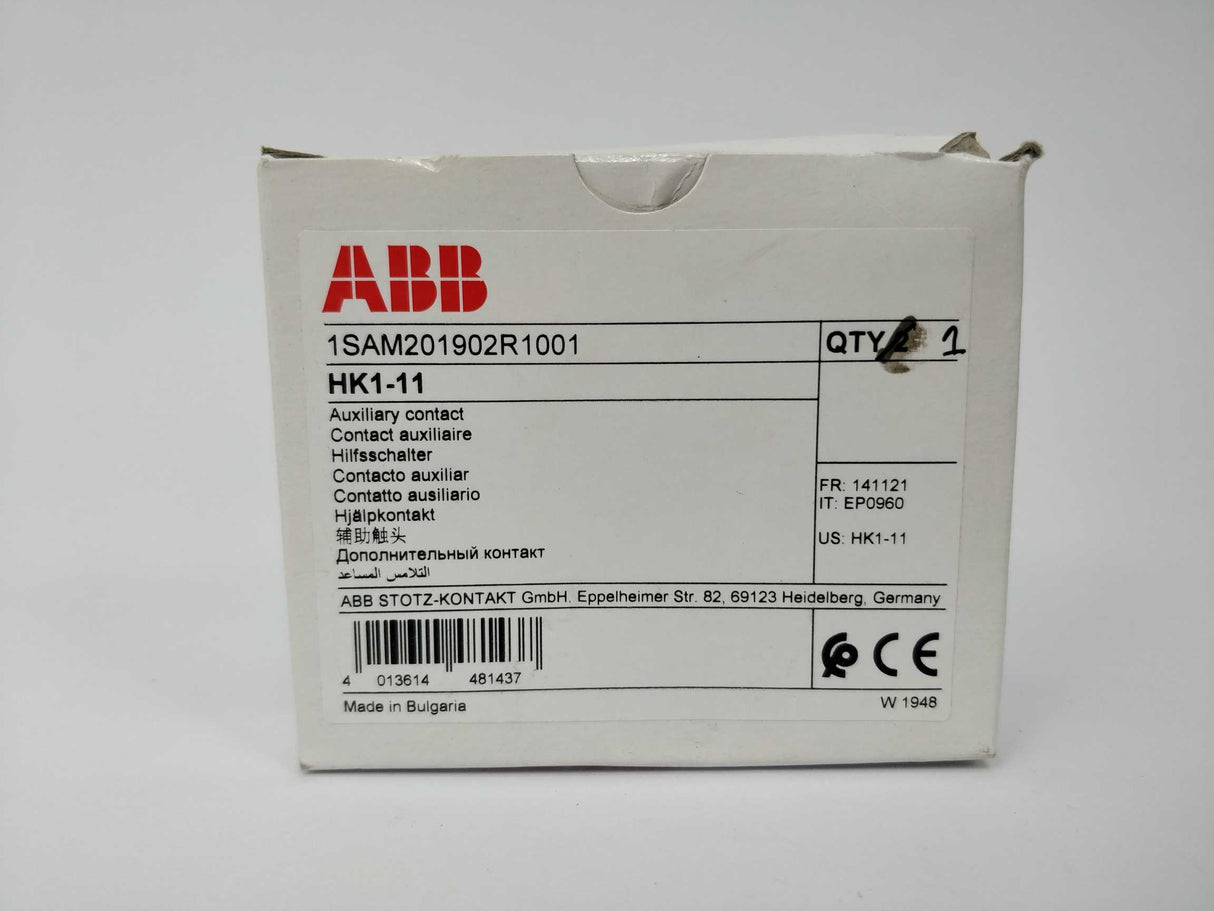 ABB
1SAM201902R1001
QTY 2 1
HK1-11
Auxiliary contact
Contact auxiliaire
Hilfsschalter
Contacto auxiliar
Contatto ausiliario
Hjälpkontakt
辅助触头
Дополнительный контакт
التلامس المساعد
FR: 141121
IT: EP0960
US: HK1-11
ABB STOTZ-KONTAKT GmbH. Eppelheimer Str. 82, 69123 Heidelberg, Germany
4 013614 481437
CE
Made in Bulgaria
W 1948